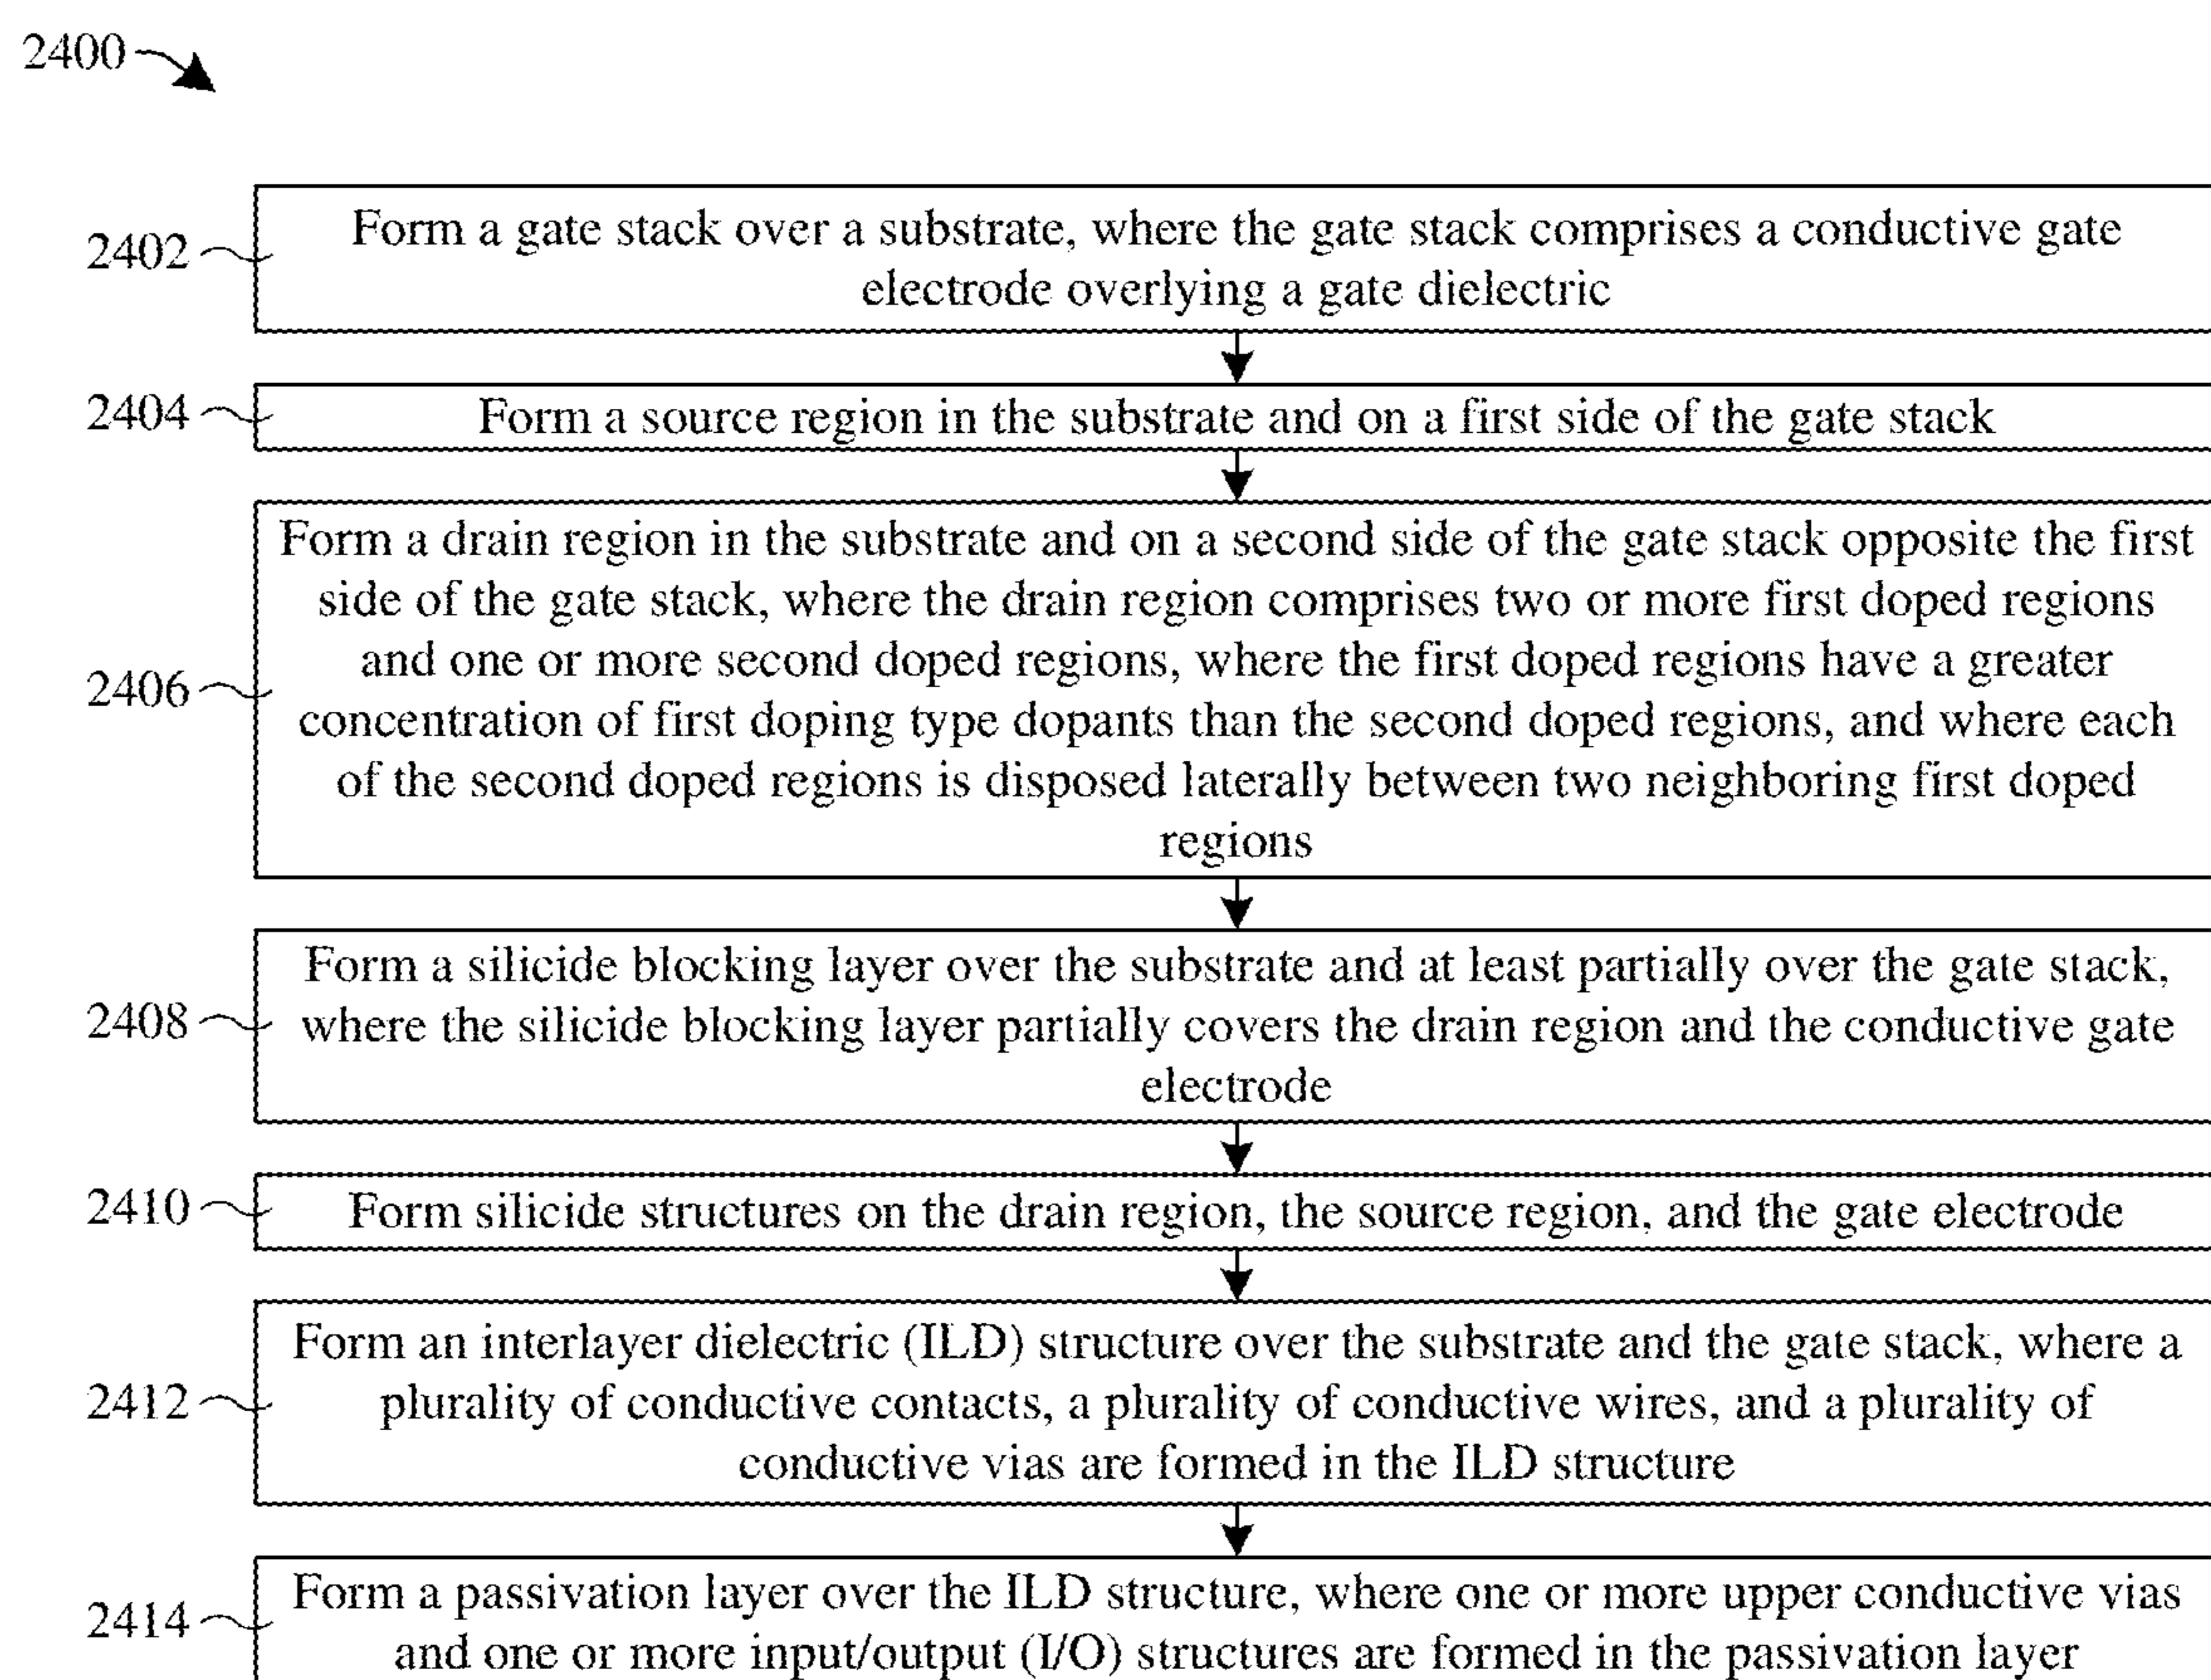 2400
2402
Form a gate stack over a substrate, where the gate stack comprises a conductive gate
electrode overlying a gate dielectric
2404
Form a source region in the substrate and on a first side of the gate stack
2406
Form a drain region in the substrate and on a second side of the gate stack opposite the first
side of the gate stack, where the drain region comprises two or more first doped regions
and one or more second doped regions, where the first doped regions have a greater
concentration of first doping type dopants than the second doped regions, and where each
of the second doped regions is disposed laterally between two neighboring first doped
regions
2408
Form a silicide blocking layer over the substrate and at least partially over the gate stack,
where the silicide blocking layer partially covers the drain region and the conductive gate
electrode
2410
Form silicide structures on the drain region, the source region, and the gate electrode
2412
Form an interlayer dielectric (ILD) structure over the substrate and the gate stack, where a
plurality of conductive contacts, a plurality of conductive wires, and a plurality of
conductive vias are formed in the ILD structure
2414
Form a passivation layer over the ILD structure, where one or more upper conductive vias
and one or more input/output (I/O) structures are formed in the passivation layer